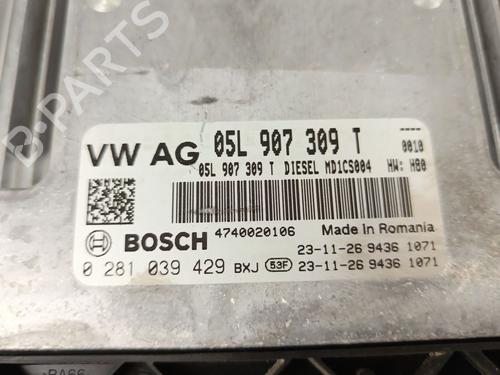 VW AG 05L 907 309 T
----
0010
05L 907 309 T DIESEL MD1CS004 HW: H80
BOSCH 4740020106 Made in Romania
23-11-26 9436 1071
0 281 039 429 BXJ 53F 23-11-26 9436 1071
B-PARTS